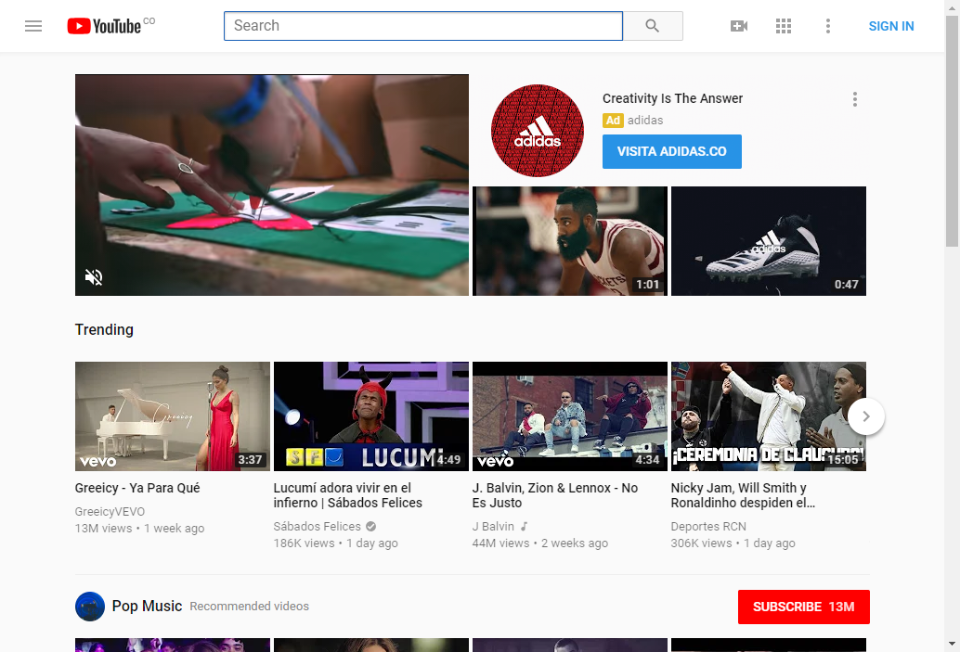 YouTube CO
Search
SIGN IN
Creativity Is The Answer
Ad adidas
VISITA ADIDAS.CO
adidas
adidas
1:01
0:47
Trending
Greeicy
vevo
3:37
SF
LUCUMÍ
4:49
vevo
4:34
¡CEREMONIA DE CLAUSURA!
15:05
Greeicy - Ya Para Qué
GreeicyVEVO
13M views • 1 week ago
Lucumí adora vivir en el
infierno | Sábados Felices
Sábados Felices
186K views • 1 day ago
J. Balvin, Zion & Lennox - No
Es Justo
J Balvin
44M views • 2 weeks ago
Nicky Jam, Will Smith y
Ronaldinho despiden el...
Deportes RCN
306K views • 1 day ago
Pop Music Recommended videos
SUBSCRIBE 13M